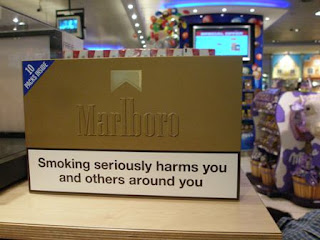 10
PACKS INSIDE
Marlboro
Smoking seriously harms you
and others around you